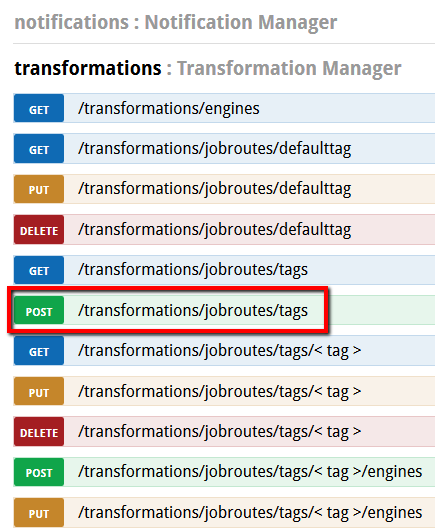 notifications : Notification Manager
transformations : Transformation Manager
GET /transformations/engines
GET /transformations/jobroutes/defaulttag
PUT /transformations/jobroutes/defaulttag
DELETE /transformations/jobroutes/defaulttag
GET /transformations/jobroutes/tags
POST /transformations/jobroutes/tags
GET /transformations/jobroutes/tags/< tag >
PUT /transformations/jobroutes/tags/< tag >
DELETE /transformations/jobroutes/tags/< tag >
POST /transformations/jobroutes/tags/< tag >/engines
PUT /transformations/jobroutes/tags/< tag >/engines